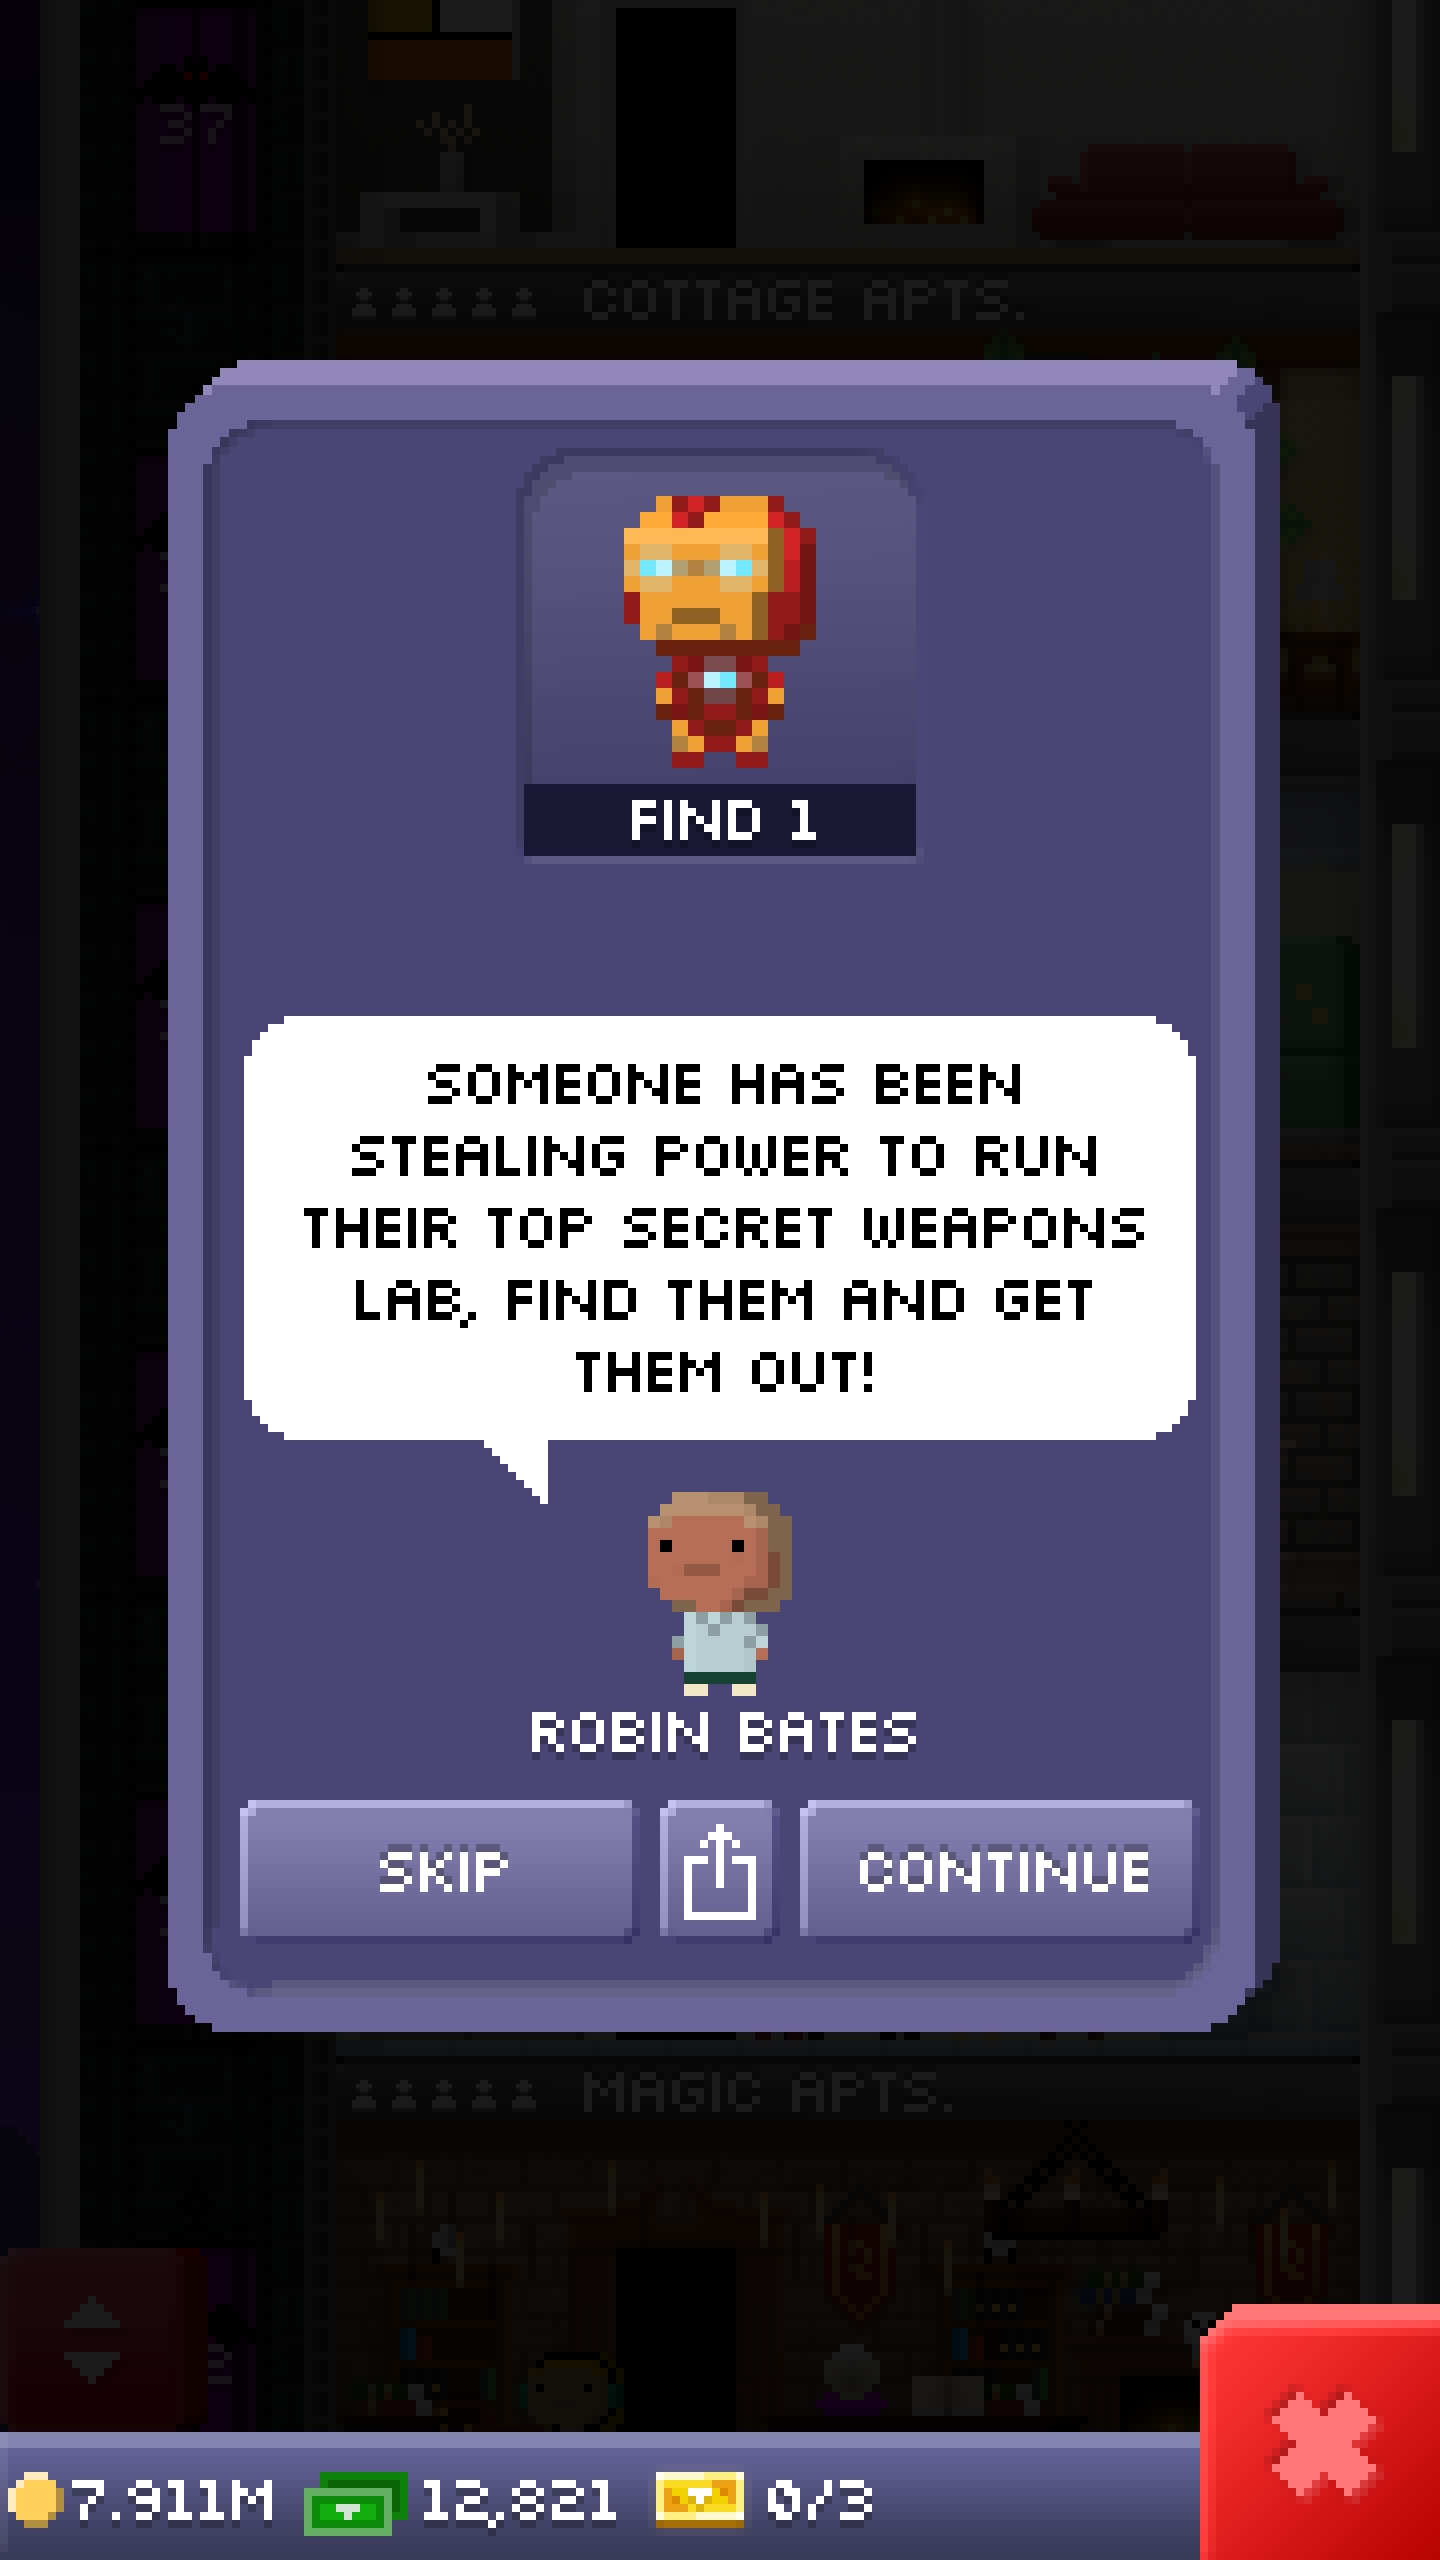 37
COTTAGE APTS.
FIND 1
SOMEONE HAS BEEN
STEALING POWER TO RUN
THEIR TOP SECRET WEAPONS
LAB, FIND THEM AND GET
THEM OUT!
ROBIN BATES
SKIP
CONTINUE
MAGIC APTS.
7.911M
12,821
0/3